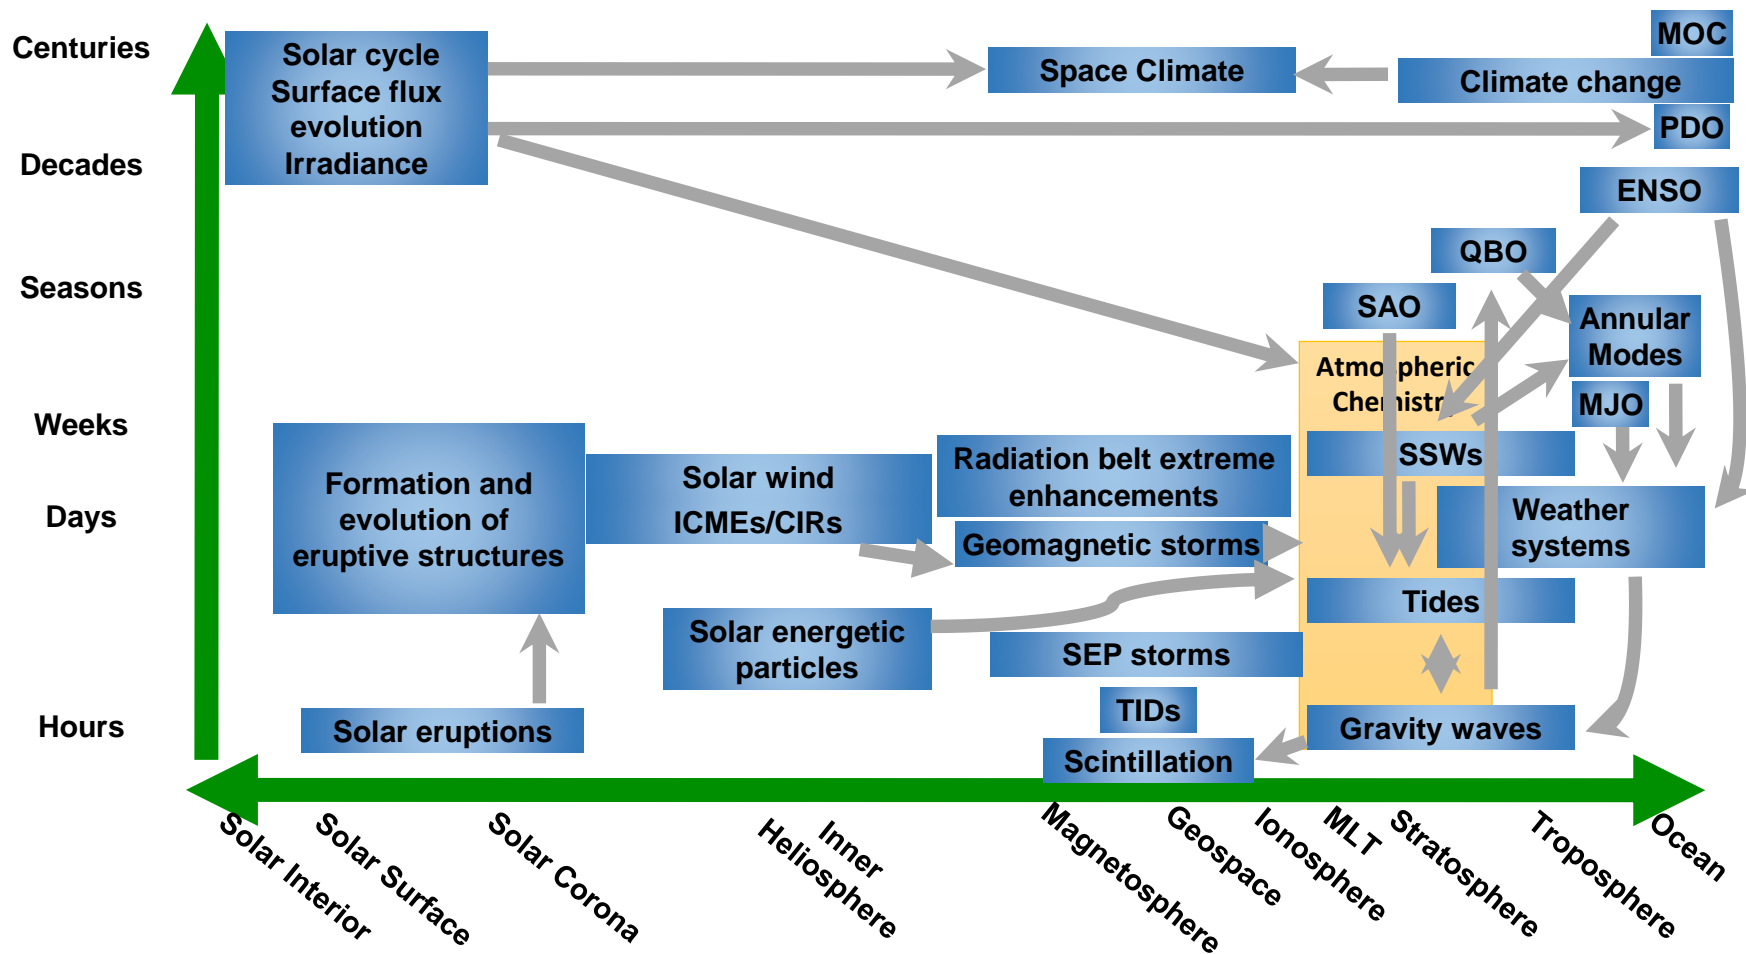 Centuries
Decades
Seasons
Weeks
Days
Hours
Solar cycle
Surface flux
evolution
Irradiance
Space Climate
MOC
Climate change
PDO
ENSO
QBO
SAO
Annular
Modes
Atmospheric
Chemistry
MJO
SSWs
Formation and
evolution of
eruptive structures
Solar wind
ICMEs/CIRs
Radiation belt extreme
enhancements
Geomagnetic storms
Weather
systems
Tides
Solar energetic
particles
SEP storms
TIDs
Solar eruptions
Scintillation
Gravity waves
Solar Interior
Solar Surface
Solar Corona
Inner
Heliosphere
Magnetosphere
Geospace
Ionosphere
MLT
Stratosphere
Troposphere
Ocean